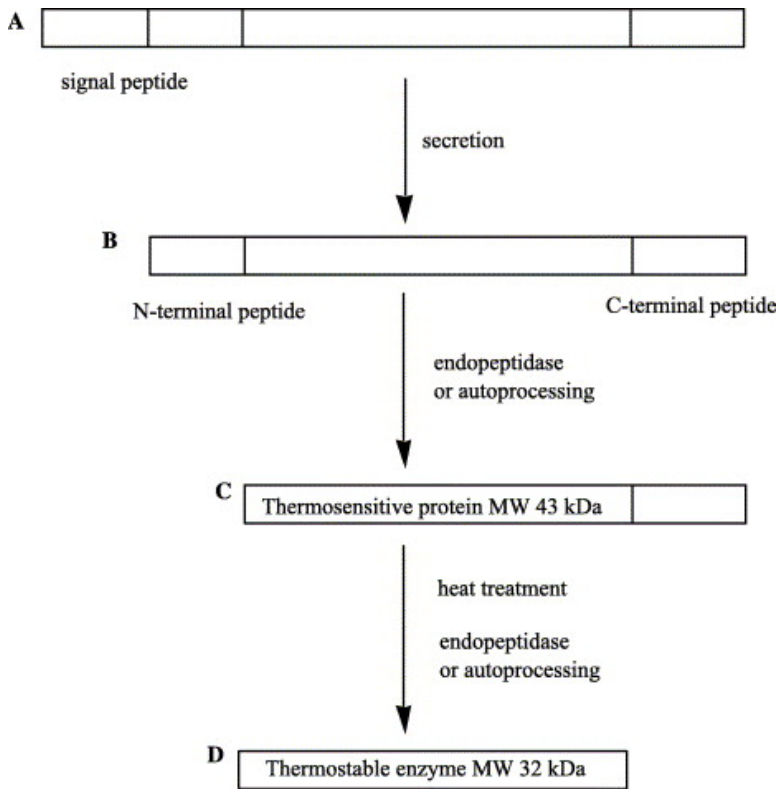 A
signal peptide
secretion
B
N-terminal peptide
C-terminal peptide
endopeptidase
or autoprocessing
C
Thermosensitive protein MW 43 kDa
heat treatment
endopeptidase
or autoprocessing
D
Thermostable enzyme MW 32 kDa